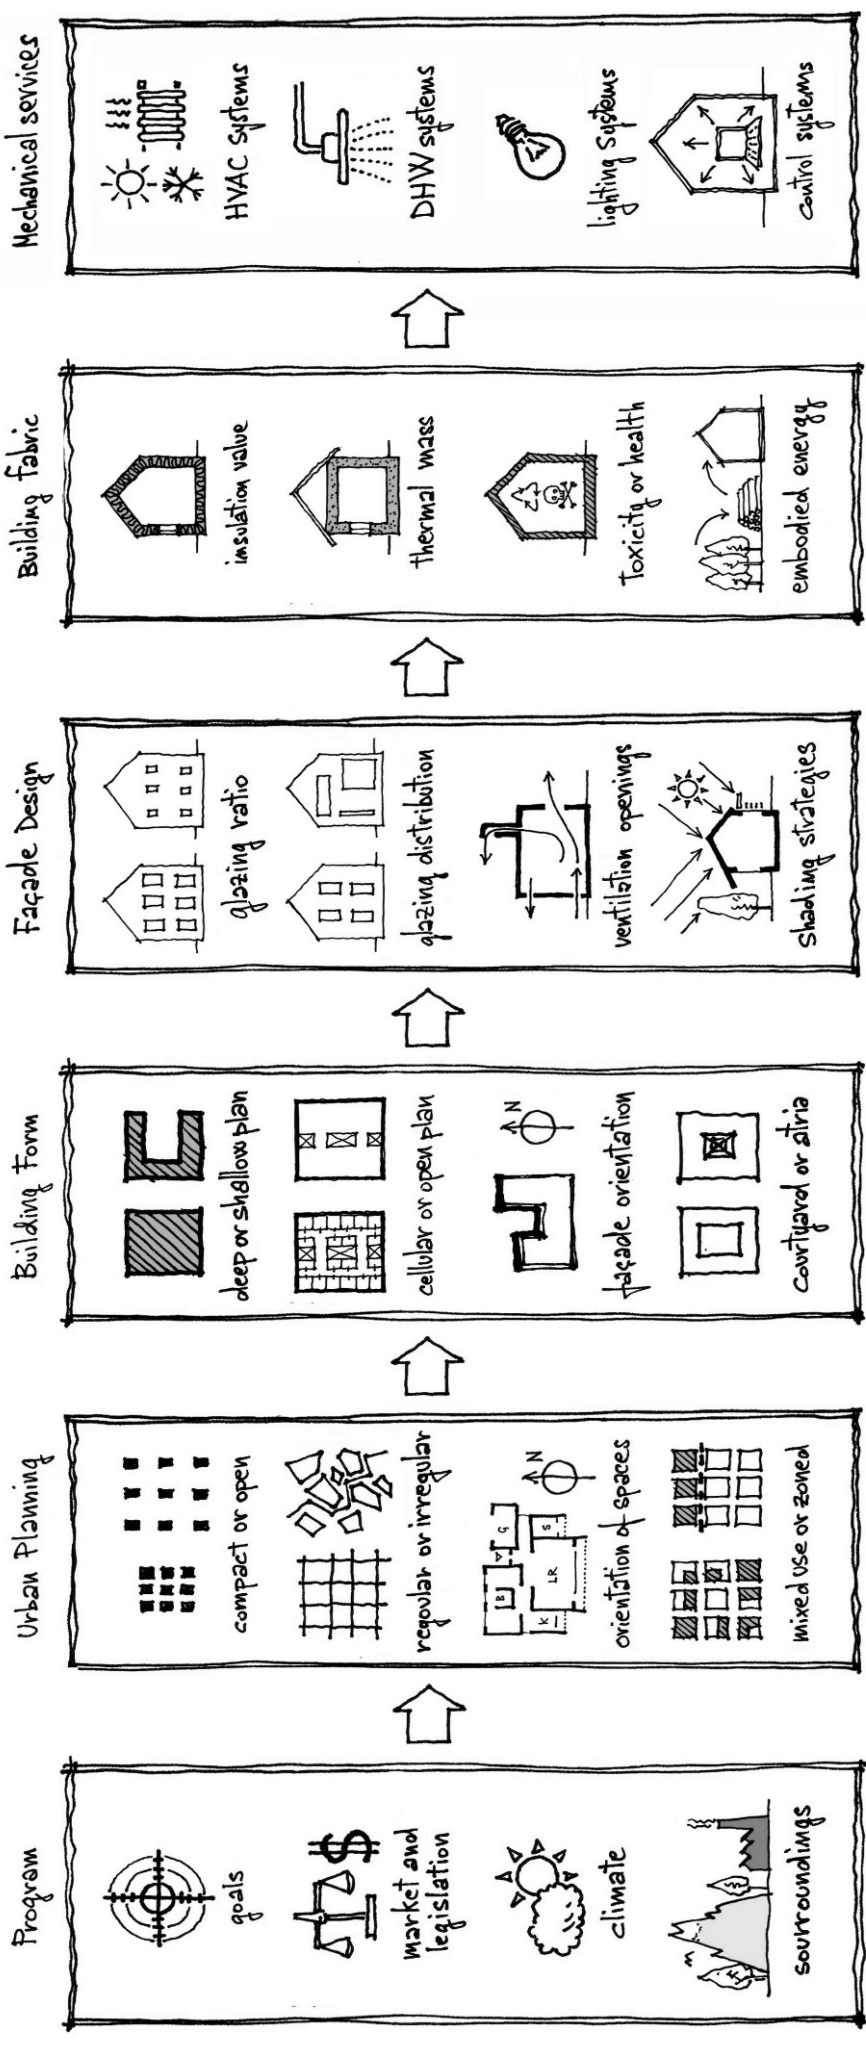 Program
goals
market and
legislation
climate
sourroundings
Urban Planning
compact or open
regular or irregular
B
G
K
LR
S
N
orientation of spaces
mixed use or zoned
Building Form
deep or shallow plan
cellular or open plan
N
façade orientation
Courtyard or atria
Façade Design
glazing ratio
glazing distribution
ventilation openings
Shading strategies
Building fabric
insulation value
thermal mass
Toxicity or health
embodied energy
Mechanical services
HVAC systems
DHW systems
lighting systems
control systems